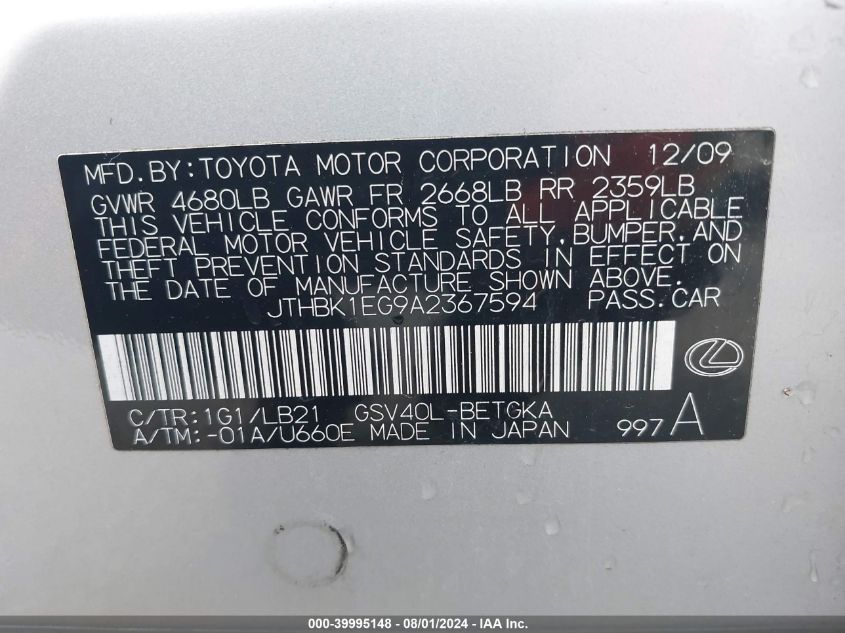 MFD.BY:TOYOTA MOTOR CORPORATION 12/09
GVWR 4680LB GAWR FR 2668LB RR 2359LB
THIS VEHICLE CONFORMS TO ALL APPLICABLE
FEDERAL MOTOR VEHICLE SAFETY,BUMPER,AND
THEFT PREVENTION STANDARDS IN EFFECT ON
THE DATE OF MANUFACTURE SHOWN ABOVE.
JTHBK1EG9A2367594 PASS.CAR
C/TR:1G1/LB21 GSV40L-BETGKA
A/TM:-01A/U660E MADE IN JAPAN 997A
000-39995148 - 08/01/2024 - IAA Inc.